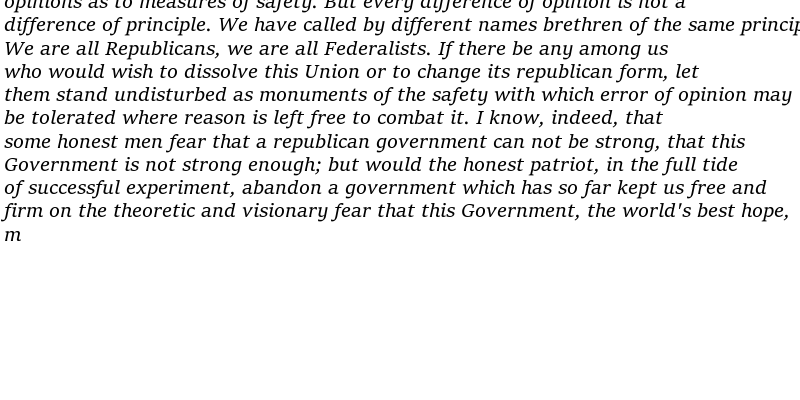 opinions as to measures of safety. But every difference of opinion is not a
difference of principle. We have called by different names brethren of the same princip
We are all Republicans, we are all Federalists. If there be any among us
who would wish to dissolve this Union or to change its republican form, let
them stand undisturbed as monuments of the safety with which error of opinion may
be tolerated where reason is left free to combat it. I know, indeed, that
some honest men fear that a republican government can not be strong, that this
Government is not strong enough; but would the honest patriot, in the full tide
of successful experiment, abandon a government which has so far kept us free and
firm on the theoretic and visionary fear that this Government, the world's best hope,
m